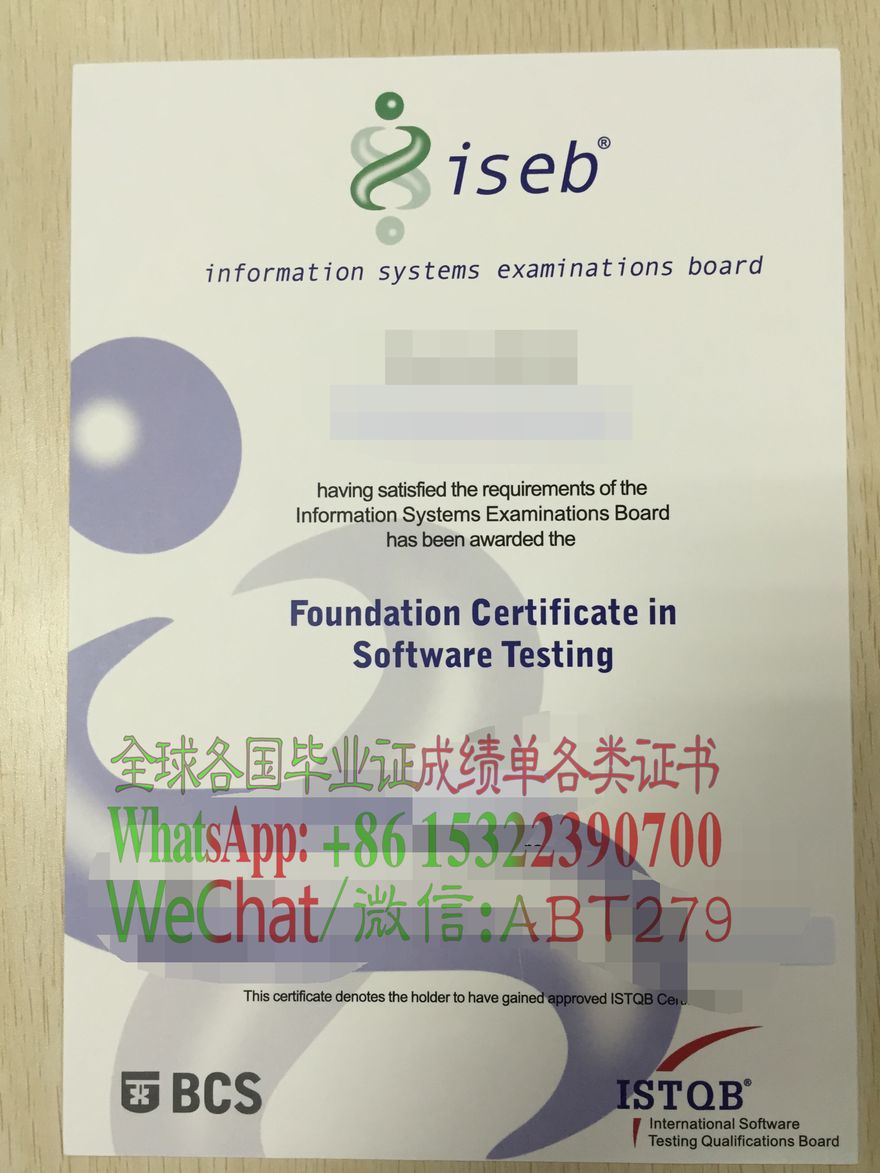 iseb®
information systems examinations board
having satisfied the requirements of the
Information Systems Examinations Board
has been awarded the
Foundation Certificate in
Software Testing
全球各国毕业证成绩单各类证书
WhatsApp: +86 15322390700
WeChat/微信:ABT279
This certificate denotes the holder to have gained approved ISTQB
BCS
ISTQB®
International Software
Testing Qualifications Board